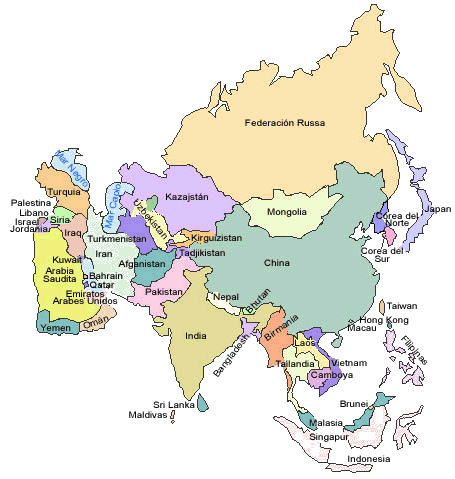 Federación Russa
Mar Negro
Turquia
Mar Caspio
Kazajstán
Uzbekistan
Mongolia
Palestina
Libano
Israel
Jordania
Siria
Iraq
Turkmenistan
Kirguizistan
Tadjikistan
Corea del
Norte
Japan
Corea del
Sur
Iran
Afganistan
China
Kuwait
Arabia
Saudita
Bahrain
Qatar
Emiratos
Arabes Unidos
Pakistan
Nepal
Bhutan
Yemen
Omán
India
Bangladesh
Birmania
Taiwan
Hong Kong
Macau
Laos
Filipinas
Tailandia
Vietnam
Camboya
Sri Lanka
Maldivas
Brunei
Malasia
Singapur
Indonesia